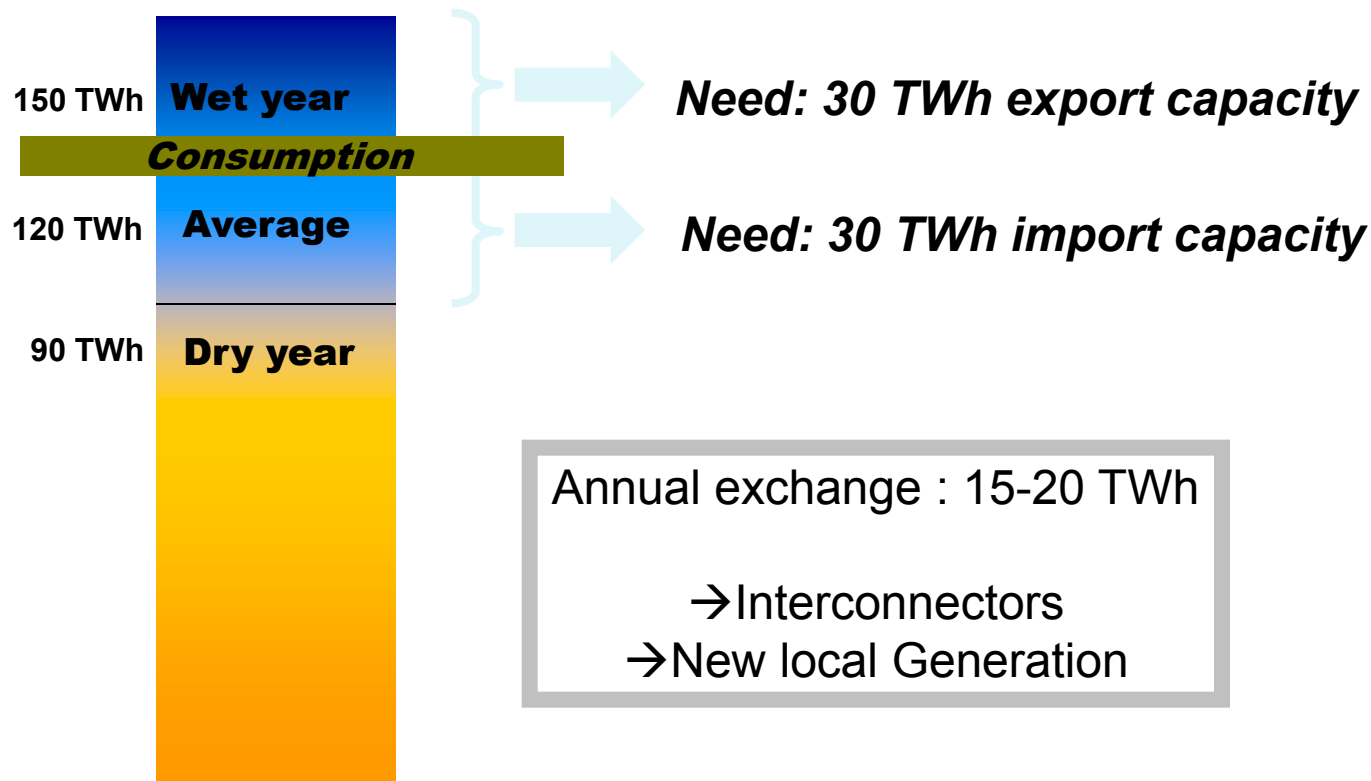 150 TWh Wet year
Need: 30 TWh export capacity
Consumption
120 TWh Average
Need: 30 TWh import capacity
90 TWh Dry year
Annual exchange : 15-20 TWh
→Interconnectors
→New local Generation